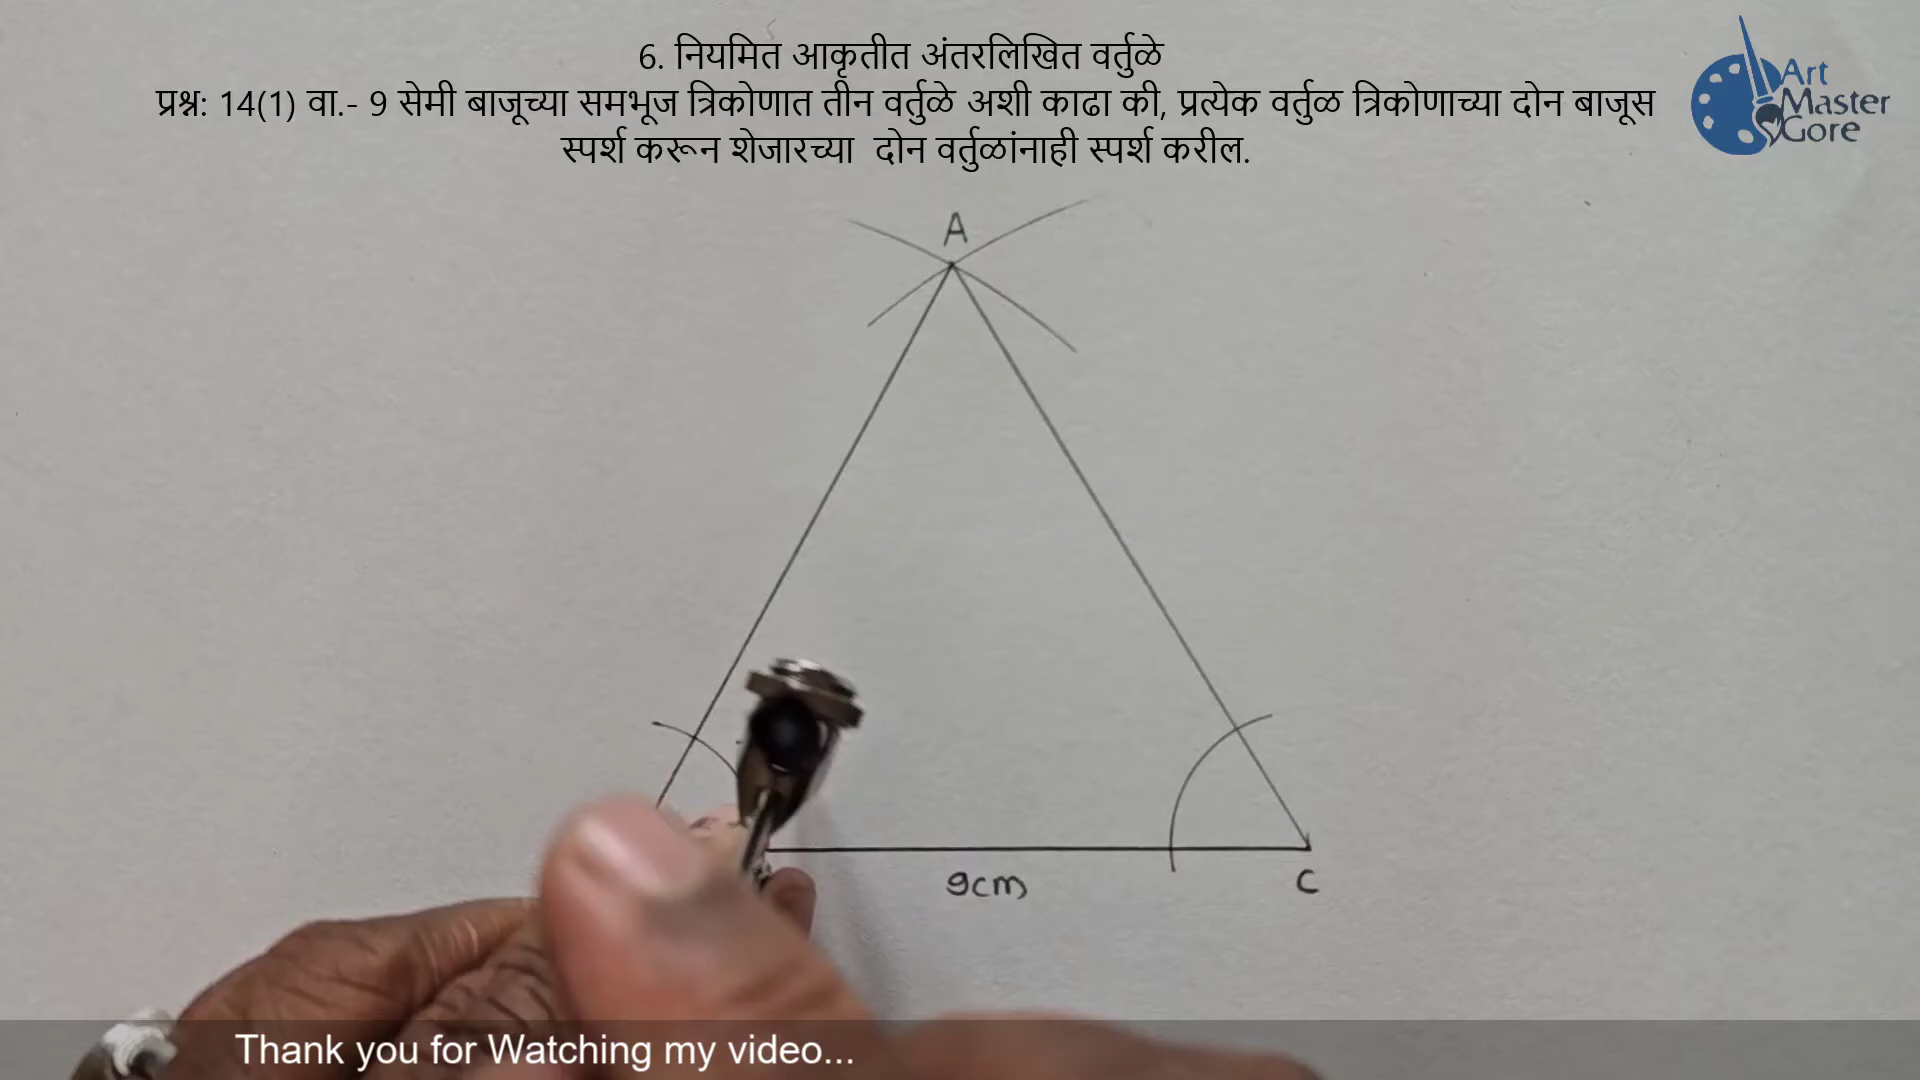 6. नियमित आकृतीत अंतरलिखित वर्तुळे
प्रश्न: 14(1) वा.- 9 सेमी बाजूच्या समभूज त्रिकोणात तीन वर्तुळे अशी काढा की, प्रत्येक वर्तुळ त्रिकोणाच्या दोन बाजूस
स्पर्श करून शेजारच्या दोन वर्तुळांनाही स्पर्श करील.
Art
Master
Gore
A
9cm
C
Thank you for Watching my video...